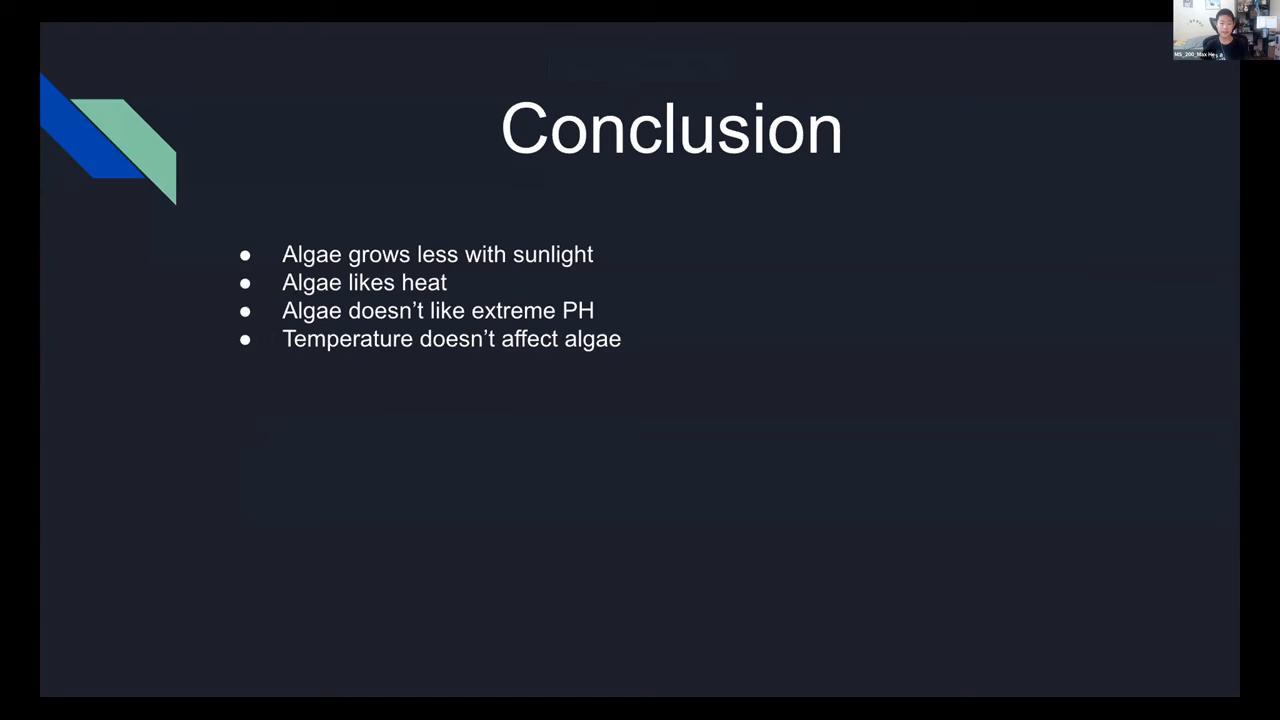 Conclusion
● Algae grows less with sunlight
● Algae likes heat
● Algae doesn’t like extreme PH
● Temperature doesn’t affect algae